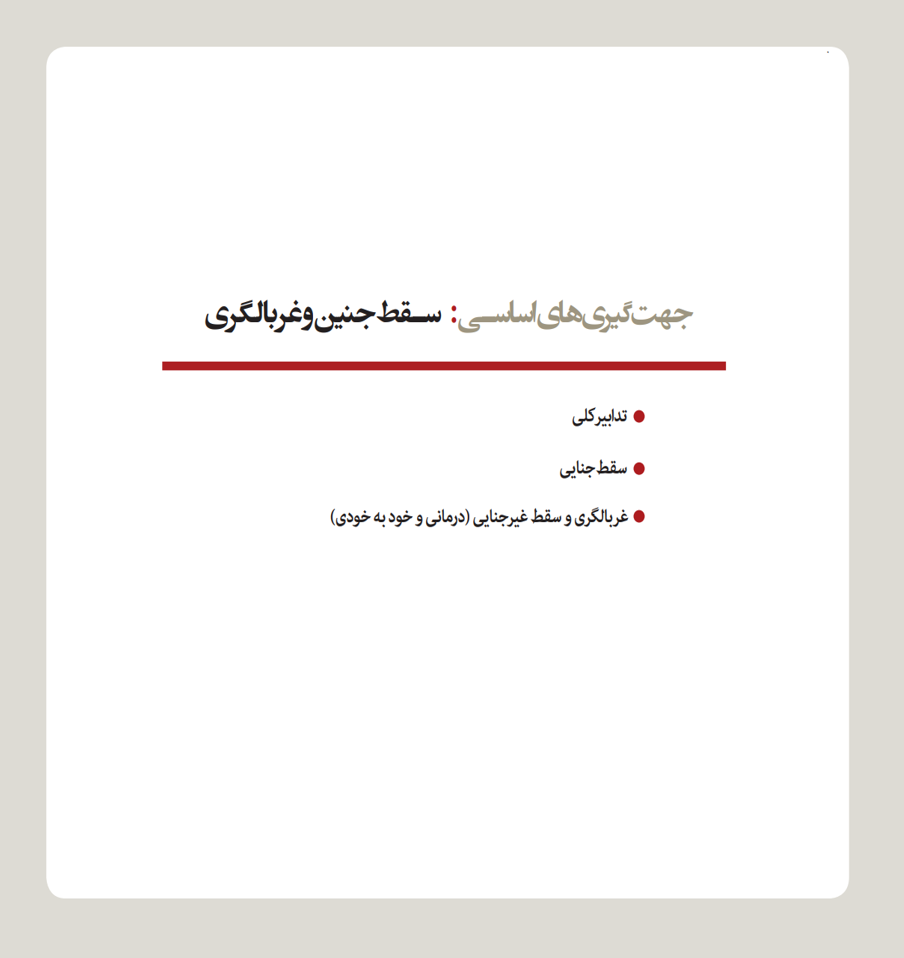 جهت‌گیری‌های اساسی: سقط جنین و غربالگری
تدابیر کلی
سقط جنایی
غربالگری و سقط غیرجنایی (درمانی و خود به خودی)